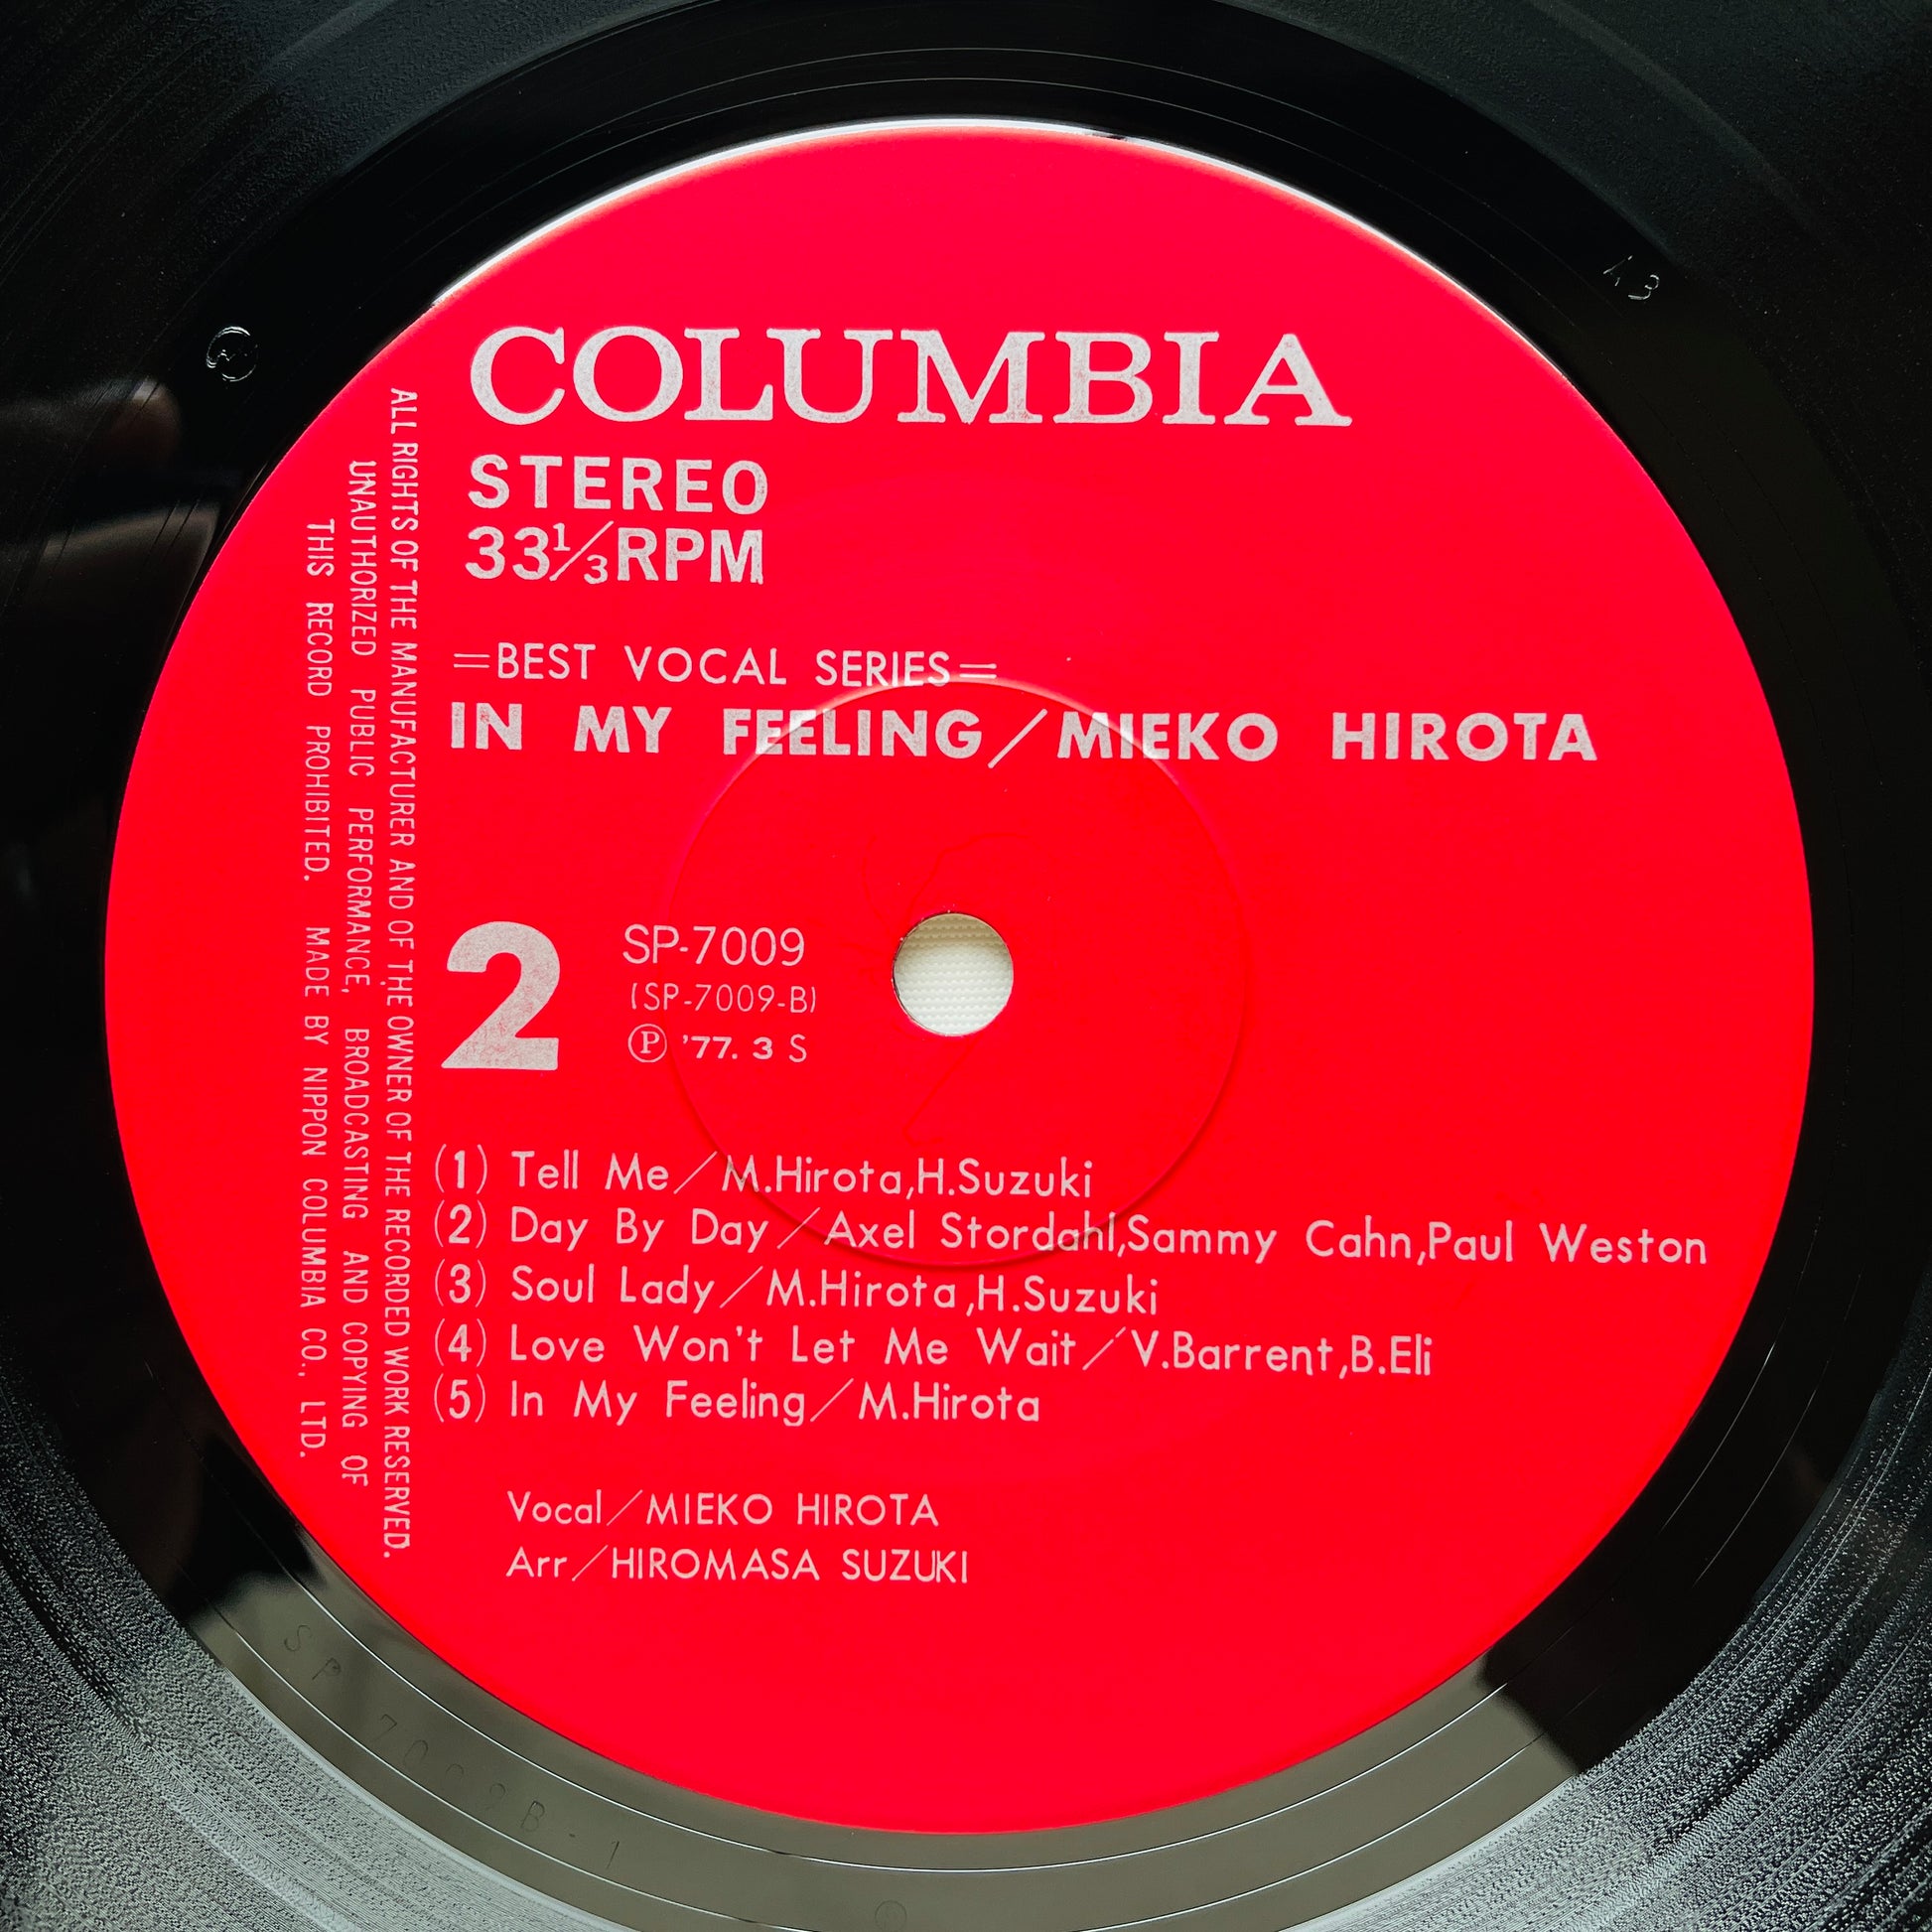 COLUMBIA
STEREO
33⅓RPM
=BEST VOCAL SERIES=
IN MY FEELING/MIEKO HIROTA
2
SP-7009
(SP-7009-B)
Ⓟ '77. 3 S
(1) Tell Me/M.Hirota,H.Suzuki
(2) Day By Day/Axel Stordahl,Sammy Cahn,Paul Weston
(3) Soul Lady/M.Hirota,H.Suzuki
(4) Love Won't Let Me Wait/V.Barrent,B.Eli
(5) In My Feeling/M.Hirota
Vocal/MIEKO HIROTA
Arr/HIROMASA SUZUKI
ALL RIGHTS OF THE MANUFACTURER AND OF THE OWNER OF THE RECORDED WORK RESERVED.
UNAUTHORIZED PUBLIC PERFORMANCE, BROADCASTING AND COPYING OF
THIS RECORD PROHIBITED. MADE BY NIPPON COLUMBIA CO., LTD.
SP 7009B-1